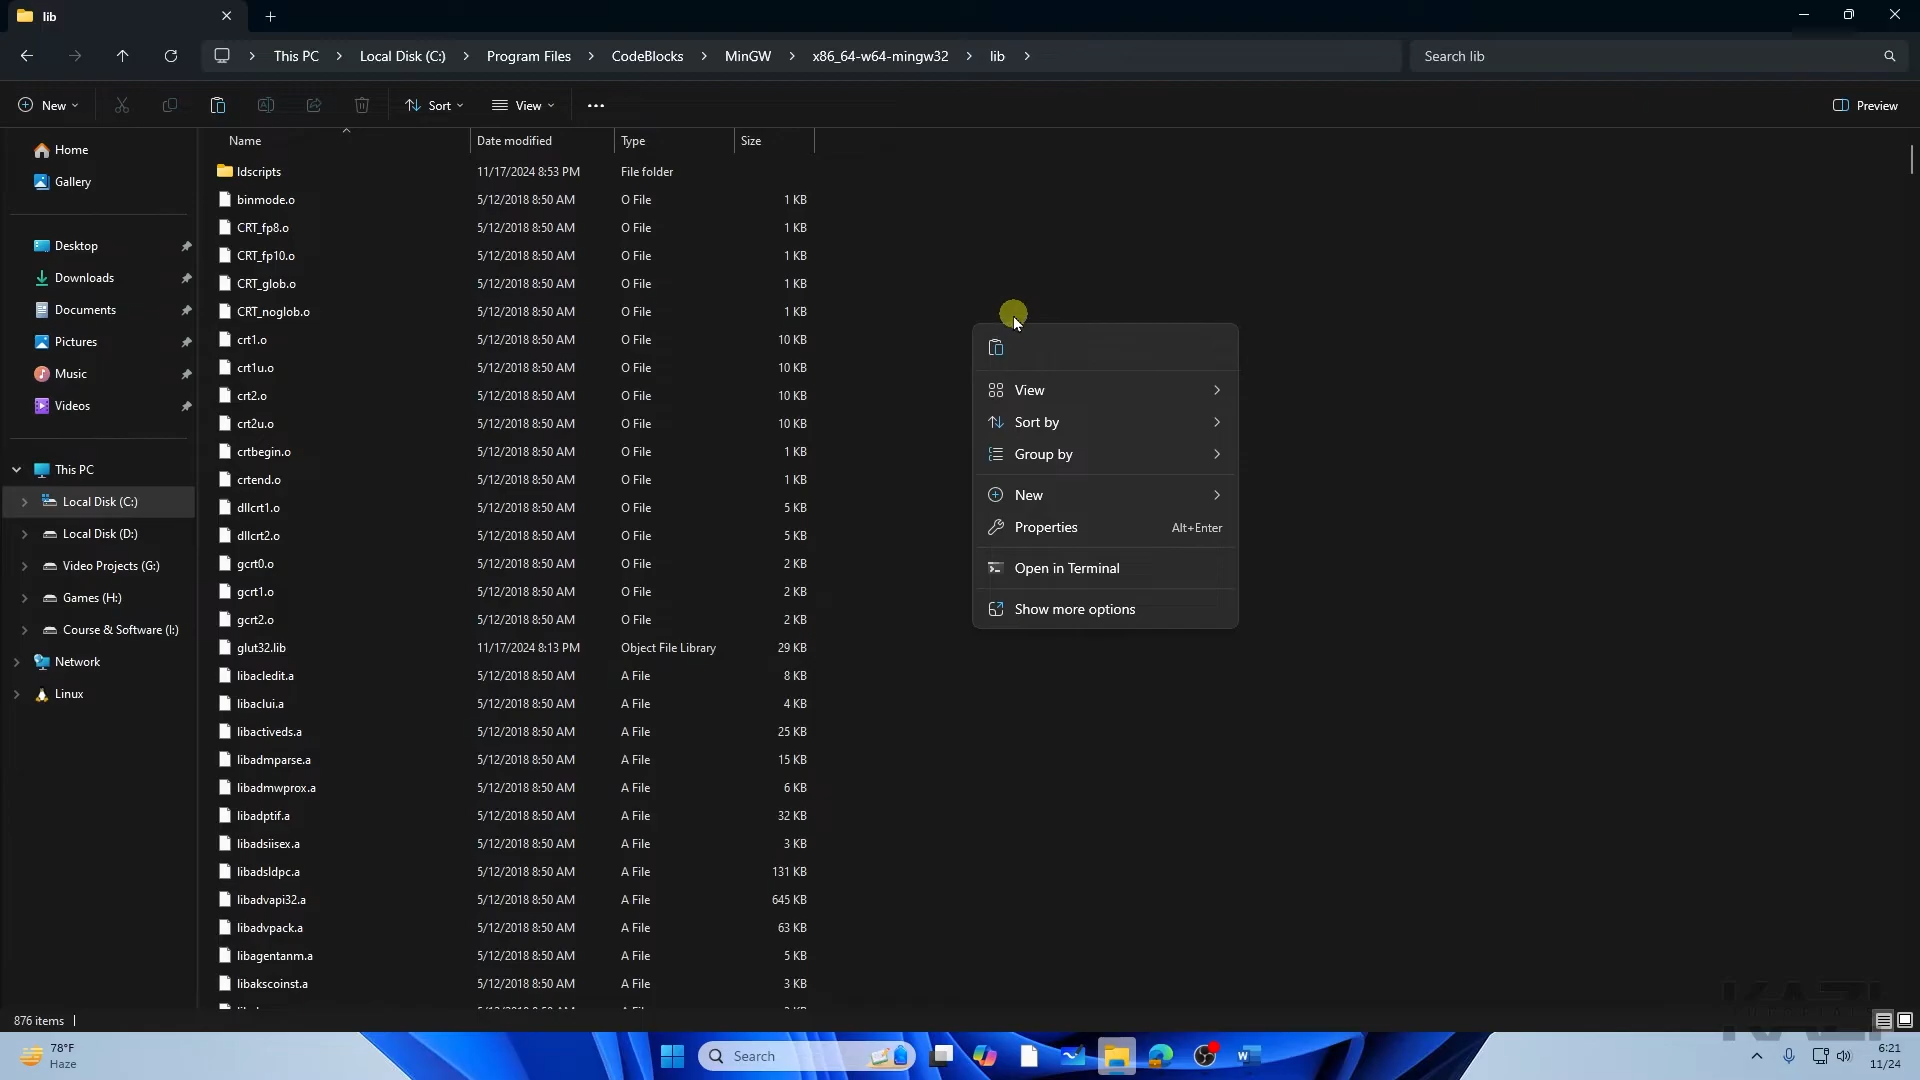 lib
This PC > Local Disk (C:) > Program Files > CodeBlocks > MinGW > x86_64-w64-mingw32 > lib >
Search lib
New
Sort
View
Preview
Name Date modified Type Size
Home
Gallery
Desktop
Downloads
Documents
Pictures
Music
Videos
This PC
Local Disk (C:)
Local Disk (D:)
Video Projects (G:)
Games (H:)
Course & Software (I:)
Network
Linux
ldscripts 11/17/2024 8:53 PM File folder
binmode.o 5/12/2018 8:50 AM O File 1 KB
CRT_fp8.o 5/12/2018 8:50 AM O File 1 KB
CRT_fp10.o 5/12/2018 8:50 AM O File 1 KB
CRT_glob.o 5/12/2018 8:50 AM O File 1 KB
CRT_noglob.o 5/12/2018 8:50 AM O File 1 KB
crt1.o 5/12/2018 8:50 AM O File 10 KB
crt1u.o 5/12/2018 8:50 AM O File 10 KB
crt2.o 5/12/2018 8:50 AM O File 10 KB
crt2u.o 5/12/2018 8:50 AM O File 10 KB
crtbegin.o 5/12/2018 8:50 AM O File 1 KB
crtend.o 5/12/2018 8:50 AM O File 1 KB
dllcrt1.o 5/12/2018 8:50 AM O File 5 KB
dllcrt2.o 5/12/2018 8:50 AM O File 5 KB
gcrt0.o 5/12/2018 8:50 AM O File 2 KB
gcrt1.o 5/12/2018 8:50 AM O File 2 KB
gcrt2.o 5/12/2018 8:50 AM O File 2 KB
glut32.lib 11/17/2024 8:13 PM Object File Library 29 KB
libacledit.a 5/12/2018 8:50 AM A File 8 KB
libaclui.a 5/12/2018 8:50 AM A File 4 KB
libactiveds.a 5/12/2018 8:50 AM A File 25 KB
libadmparse.a 5/12/2018 8:50 AM A File 15 KB
libadmwprox.a 5/12/2018 8:50 AM A File 6 KB
libadptif.a 5/12/2018 8:50 AM A File 32 KB
libadsiisex.a 5/12/2018 8:50 AM A File 3 KB
libadsldpc.a 5/12/2018 8:50 AM A File 131 KB
libadvapi32.a 5/12/2018 8:50 AM A File 645 KB
libadvpack.a 5/12/2018 8:50 AM A File 63 KB
libagentanm.a 5/12/2018 8:50 AM A File 5 KB
libakscoinst.a 5/12/2018 8:50 AM A File 3 KB
View
Sort by
Group by
New
Properties Alt+Enter
Open in Terminal
Show more options
876 items
78°F
Haze
Search
6:21
11/24